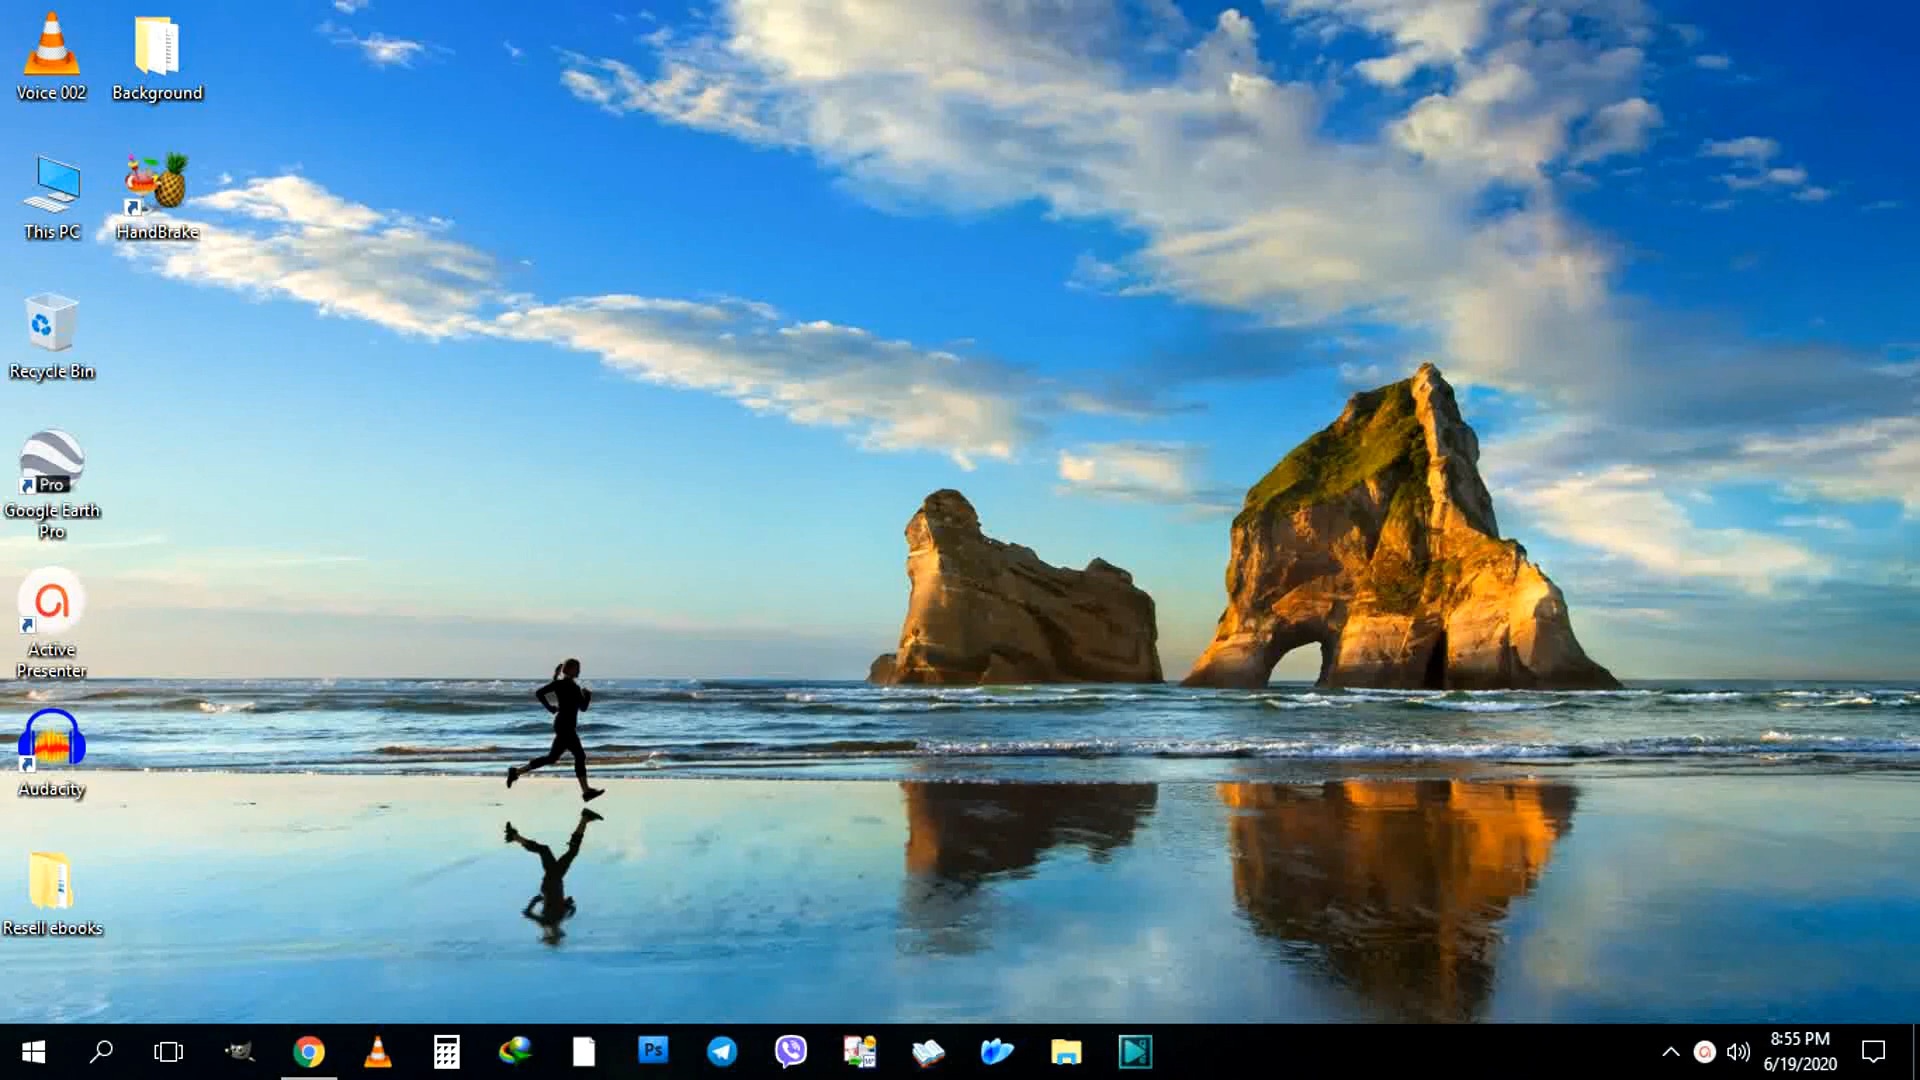 Voice 002
Background
This PC
HandBrake
Recycle Bin
Pro
Google Earth
Pro
Active
Presenter
Audacity
Resell ebooks
Ps
8:55 PM
6/19/2020